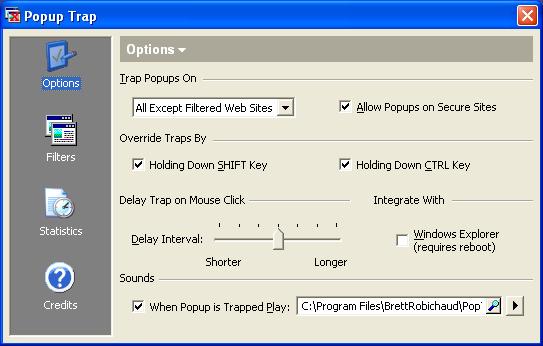 Popup Trap
Options
Filters
Statistics
Credits
Options
Trap Popups On
All Except Filtered Web Sites
Allow Popups on Secure Sites
Override Traps By
Holding Down SHIFT Key
Holding Down CTRL Key
Delay Trap on Mouse Click
Integrate With
Delay Interval:
Shorter
Longer
Windows Explorer
(requires reboot)
Sounds
When Popup is Trapped Play:
C:\Program Files\BrettRobichaud\Pop